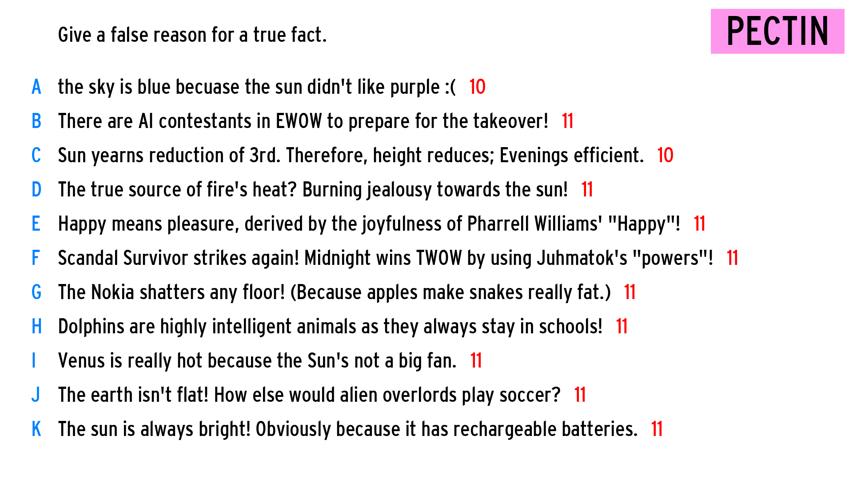 Give a false reason for a true fact.
PECTIN
A the sky is blue becuase the sun didn't like purple :( 10
B There are AI contestants in EWOW to prepare for the takeover! 11
C Sun yearns reduction of 3rd. Therefore, height reduces; Evenings efficient. 10
D The true source of fire's heat? Burning jealousy towards the sun! 11
E Happy means pleasure, derived by the joyfulness of Pharrell Williams' "Happy"! 11
F Scandal Survivor strikes again! Midnight wins TWOW by using Juhmatok's "powers"! 11
G The Nokia shatters any floor! (Because apples make snakes really fat.) 11
H Dolphins are highly intelligent animals as they always stay in schools! 11
I Venus is really hot because the Sun's not a big fan. 11
J The earth isn't flat! How else would alien overlords play soccer? 11
K The sun is always bright! Obviously because it has rechargeable batteries. 11